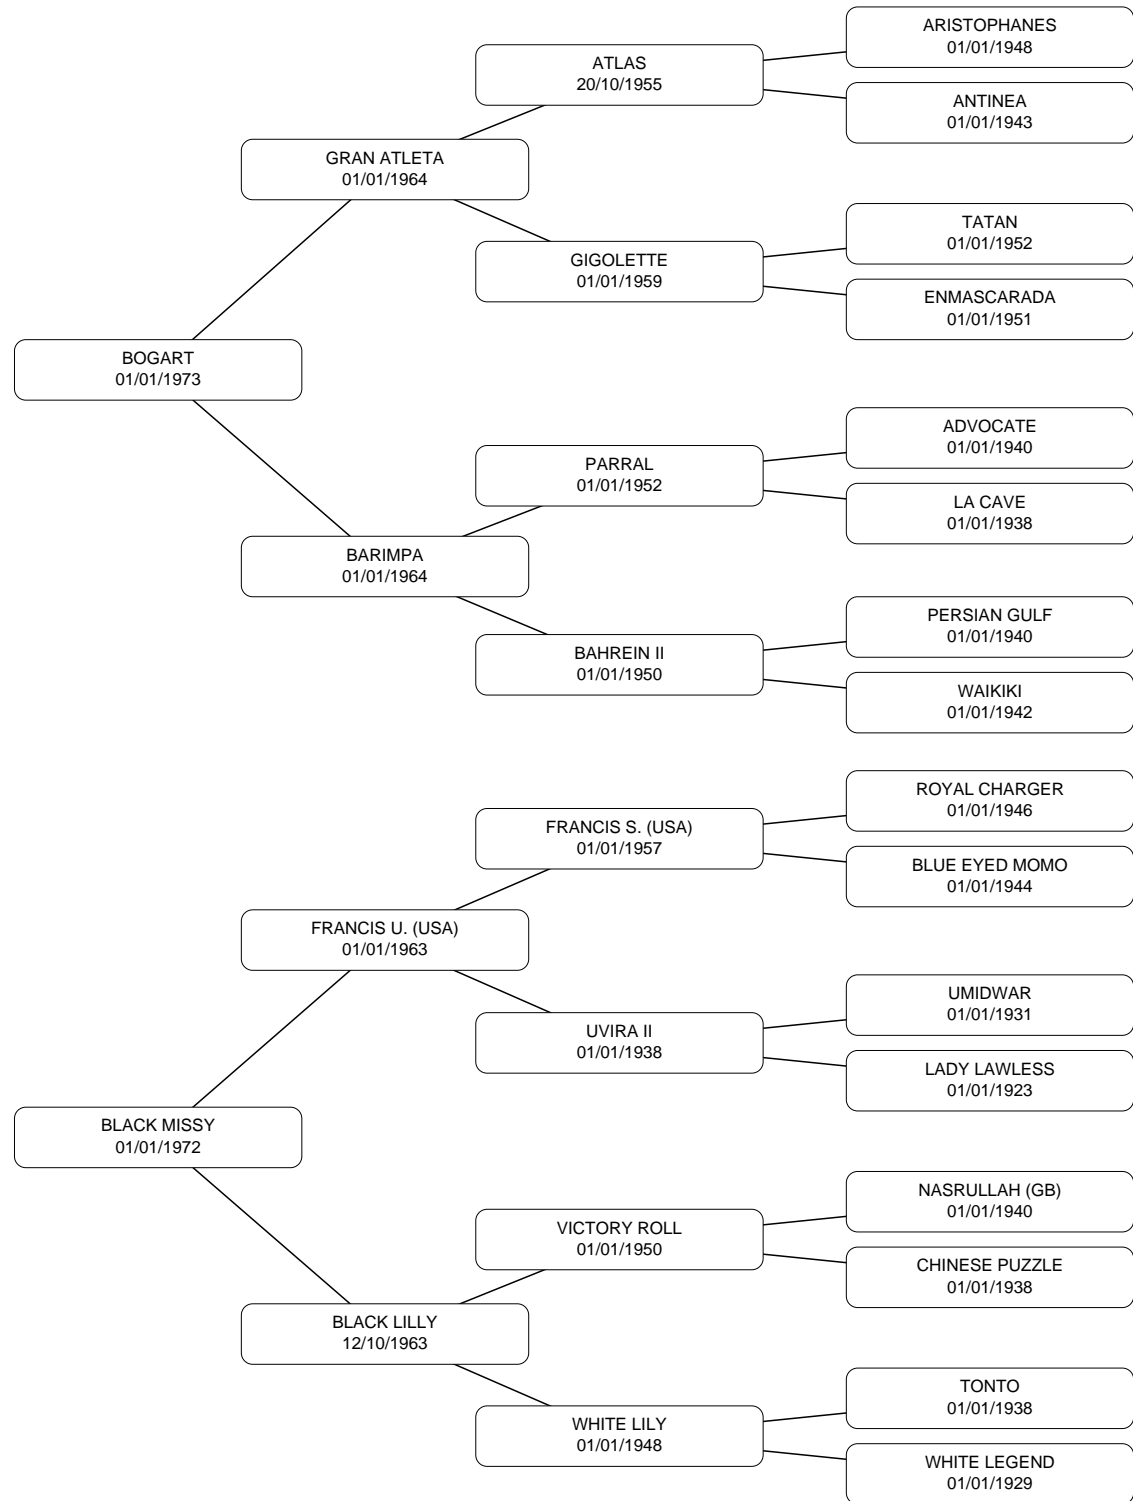 ARISTOPHANES
01/01/1948
ATLAS
20/10/1955
ANTINEA
01/01/1943
GRAN ATLETA
01/01/1964
TATAN
01/01/1952
GIGOLETTE
01/01/1959
ENMASCARADA
01/01/1951
BOGART
01/01/1973
ADVOCATE
01/01/1940
PARRAL
01/01/1952
LA CAVE
01/01/1938
BARIMPA
01/01/1964
PERSIAN GULF
01/01/1940
BAHREIN II
01/01/1950
WAIKIKI
01/01/1942
ROYAL CHARGER
01/01/1946
FRANCIS S. (USA)
01/01/1957
BLUE EYED MOMO
01/01/1944
FRANCIS U. (USA)
01/01/1963
UMIDWAR
01/01/1931
UVIRA II
01/01/1938
LADY LAWLESS
01/01/1923
BLACK MISSY
01/01/1972
NASRULLAH (GB)
01/01/1940
VICTORY ROLL
01/01/1950
CHINESE PUZZLE
01/01/1938
BLACK LILLY
12/10/1963
TONTO
01/01/1938
WHITE LILY
01/01/1948
WHITE LEGEND
01/01/1929